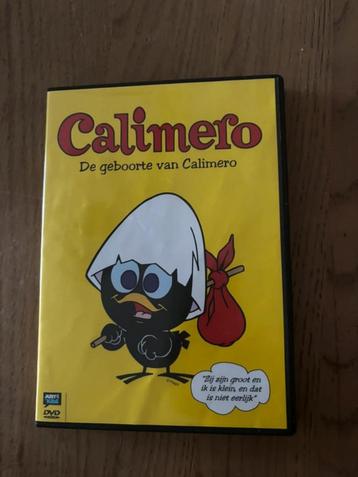 Calimero
De geboorte van Calimero
"Zij zijn groot en
ik is klein, en dat
is niet eerlijk"
DVD